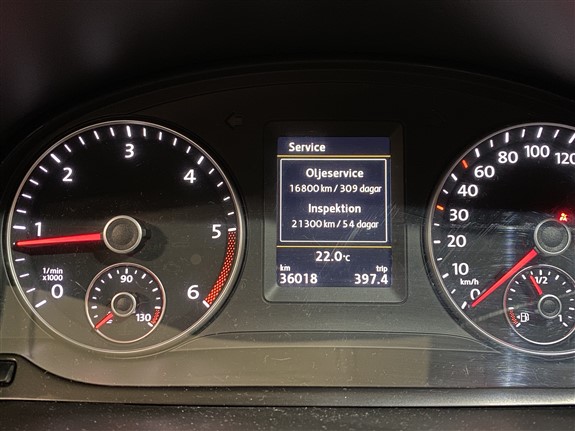 Service
Oljeservice
16800 km / 309 dagar
Inspektion
21300 km / 54 dagar
22.0°C
km trip
36018 397.4
0 1 2 3 4 5 6
1/min
x1000
90
130
0 10 20 30 40 60 80 100 120
km/h
1/2
1